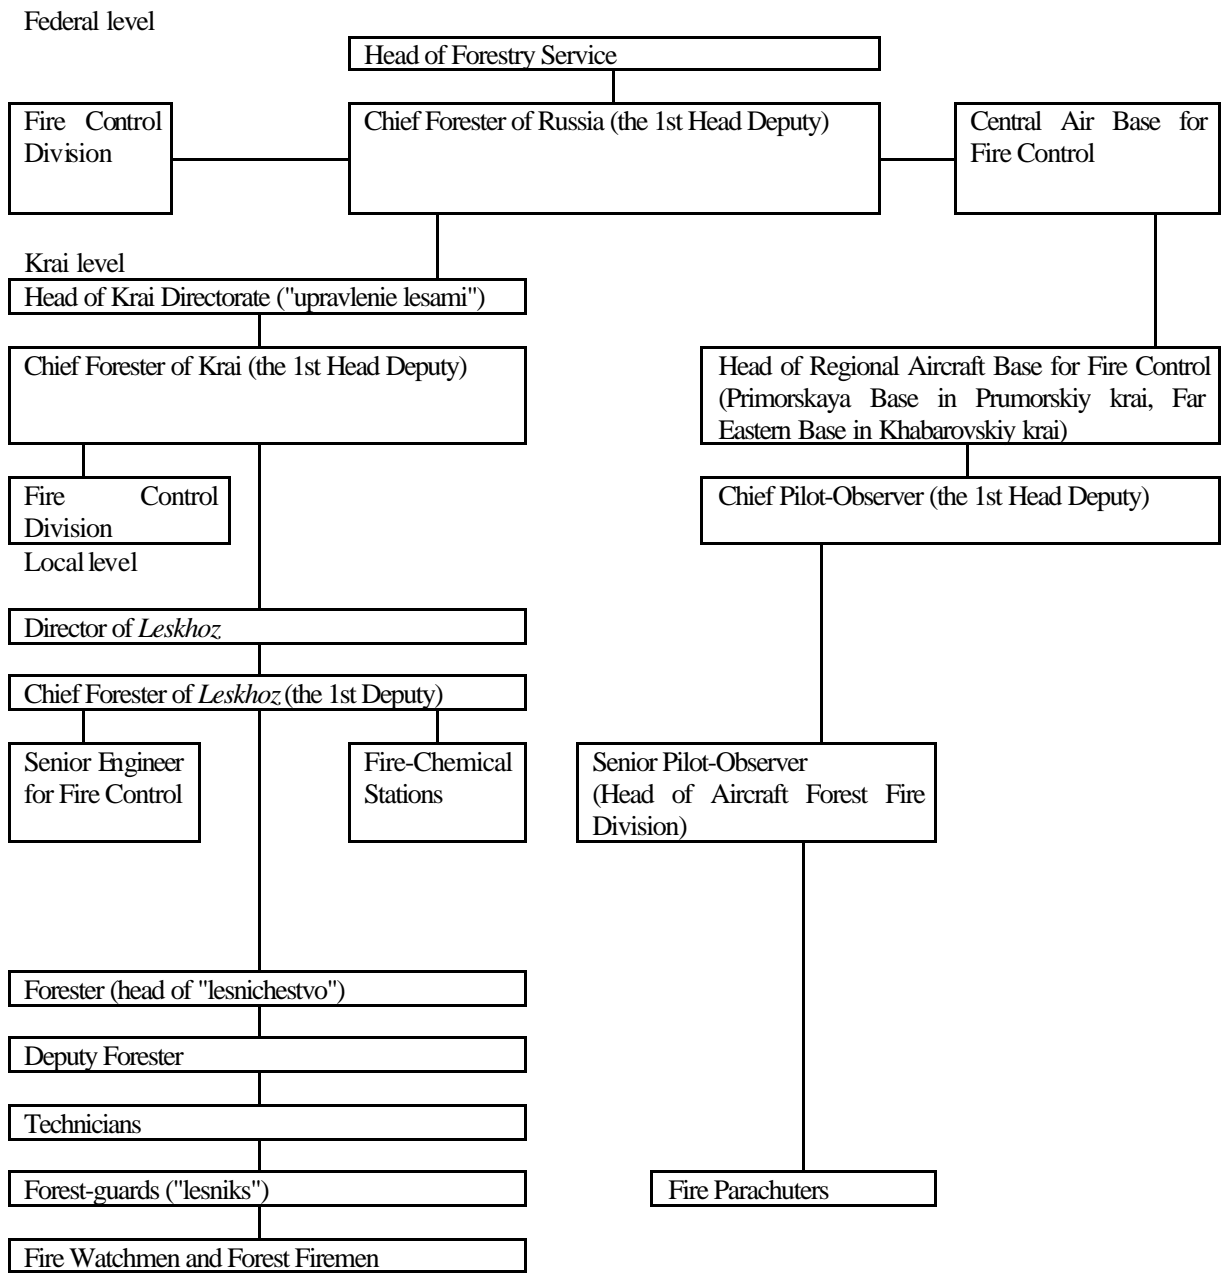 Federal level
Head of Forestry Service
Fire Control
Division
Chief Forester of Russia (the 1st Head Deputy)
Central Air Base for
Fire Control
Krai level
Head of Krai Directorate ("upravlenie lesami")
Chief Forester of Krai (the 1st Head Deputy)
Head of Regional Aircraft Base for Fire Control
(Primorskaya Base in Prumorskiy krai, Far
Eastern Base in Khabarovskiy krai)
Fire Control
Division
Chief Pilot-Observer (the 1st Head Deputy)
Local level
Director of Leskhoz
Chief Forester of Leskhoz (the 1st Deputy)
Senior Engineer
for Fire Control
Fire-Chemical
Stations
Senior Pilot-Observer
(Head of Aircraft Forest Fire
Division)
Forester (head of "lesnichestvo")
Deputy Forester
Technicians
Forest-guards ("lesniks")
Fire Parachuters
Fire Watchmen and Forest Firemen